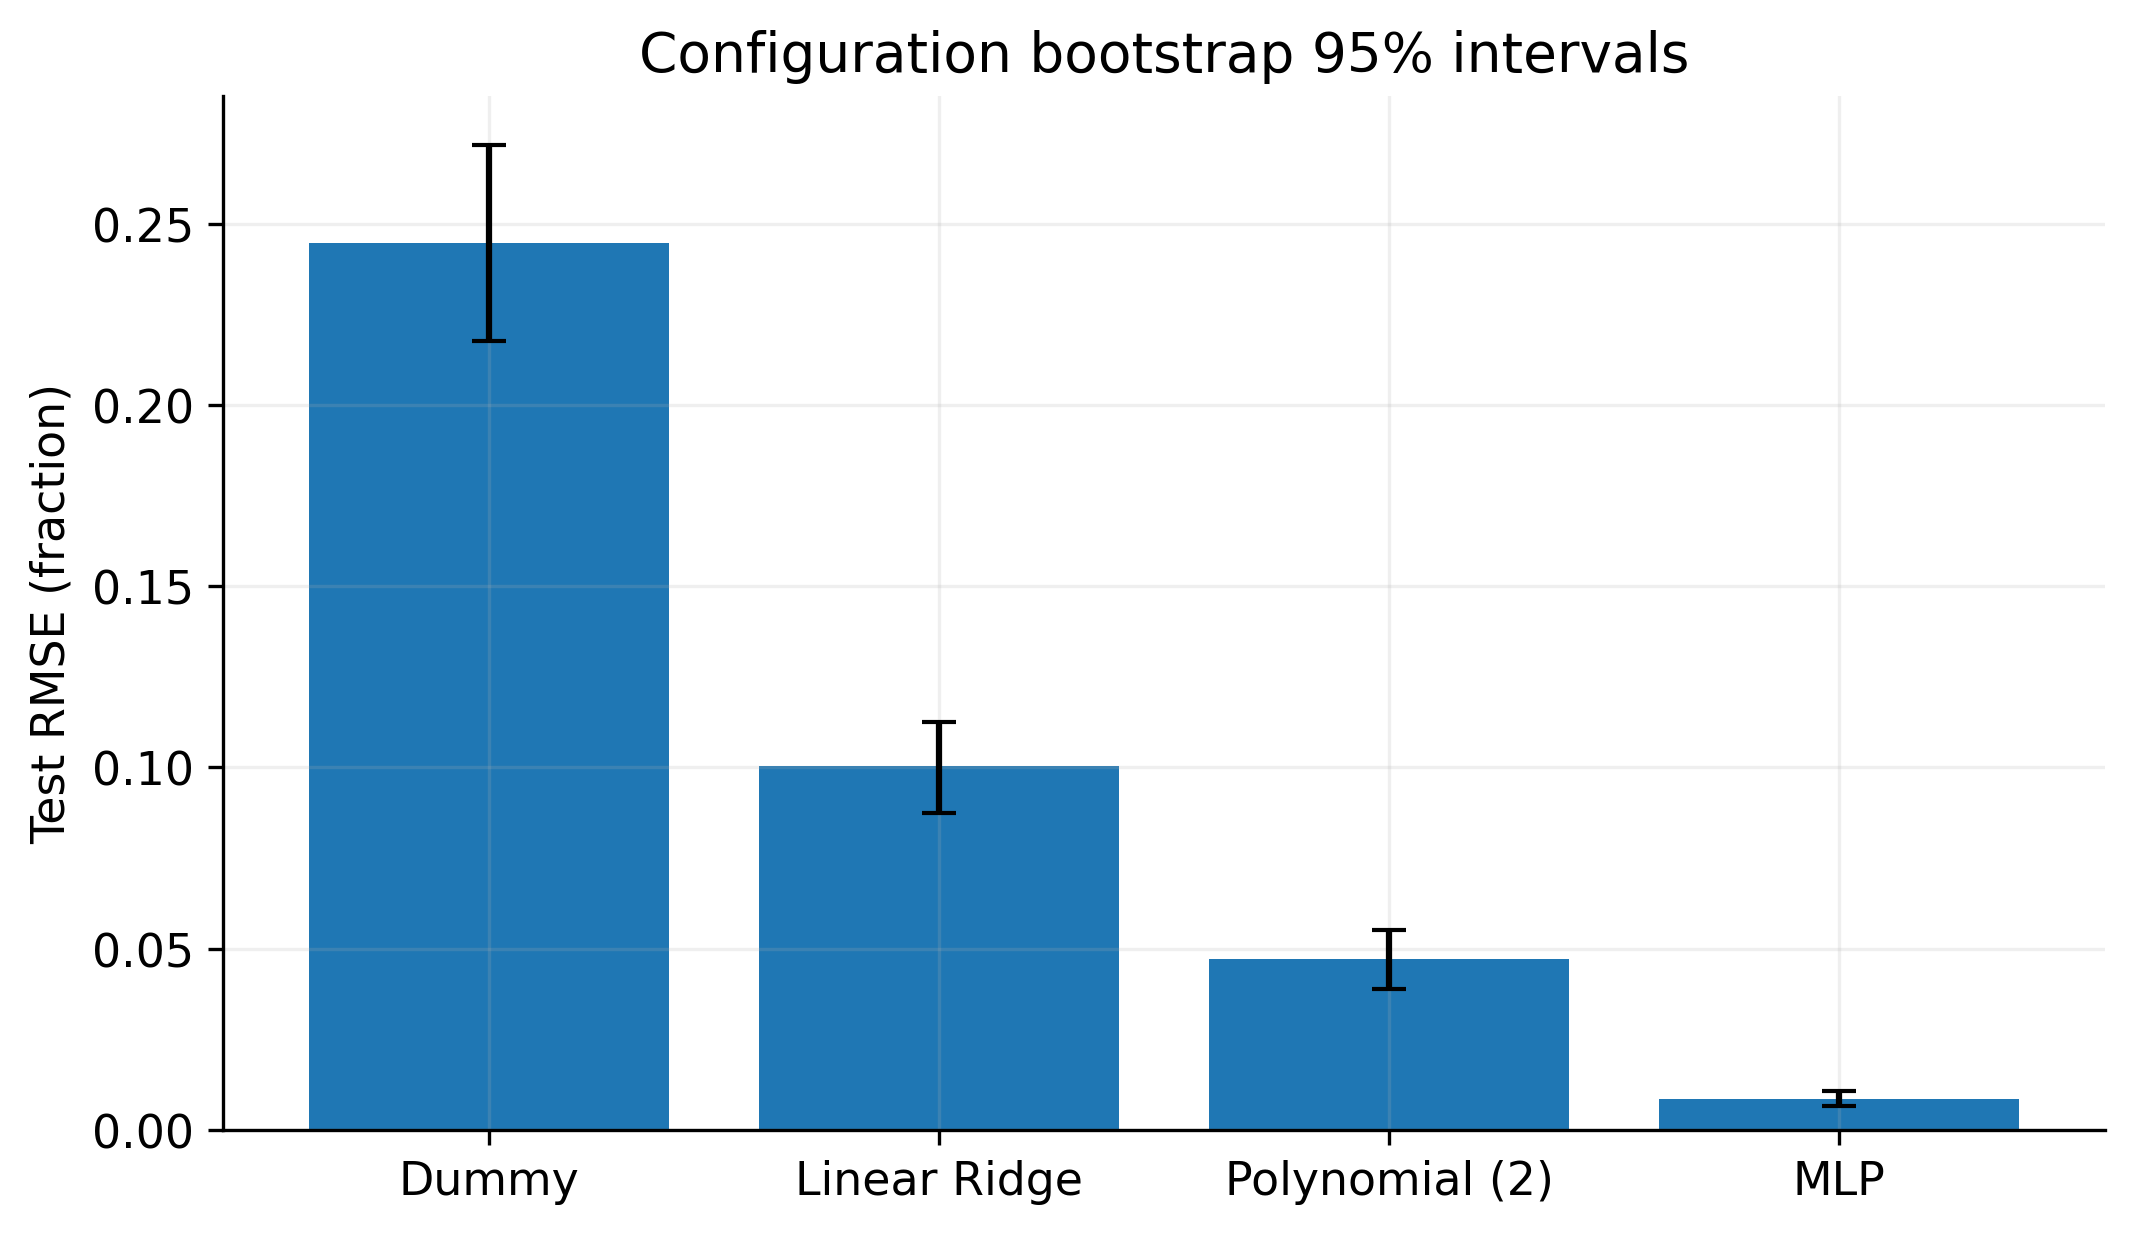 Configuration bootstrap 95% intervals
Test RMSE (fraction)
0.25
0.20
0.15
0.10
0.05
0.00
Dummy Linear Ridge Polynomial (2) MLP